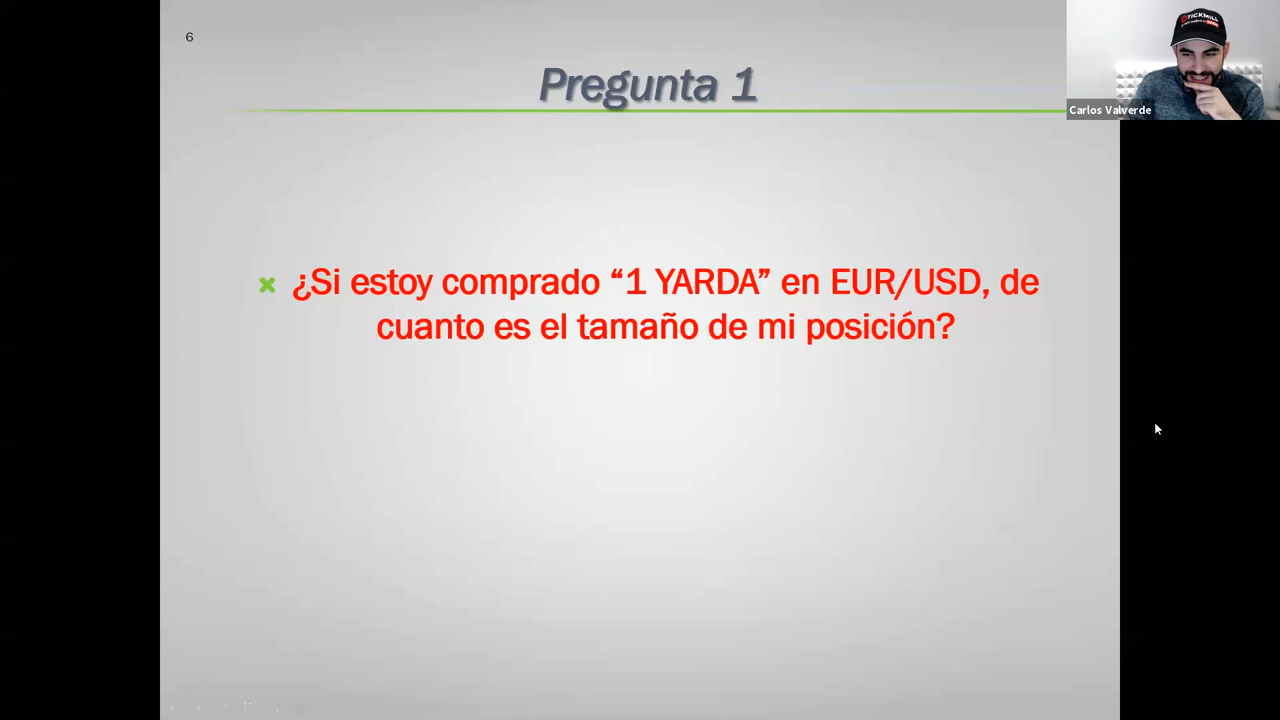 6
Pregunta 1
¿Si estoy comprado “1 YARDA” en EUR/USD, de
cuanto es el tamaño de mi posición?
TICKMILL
Carlos Valverde